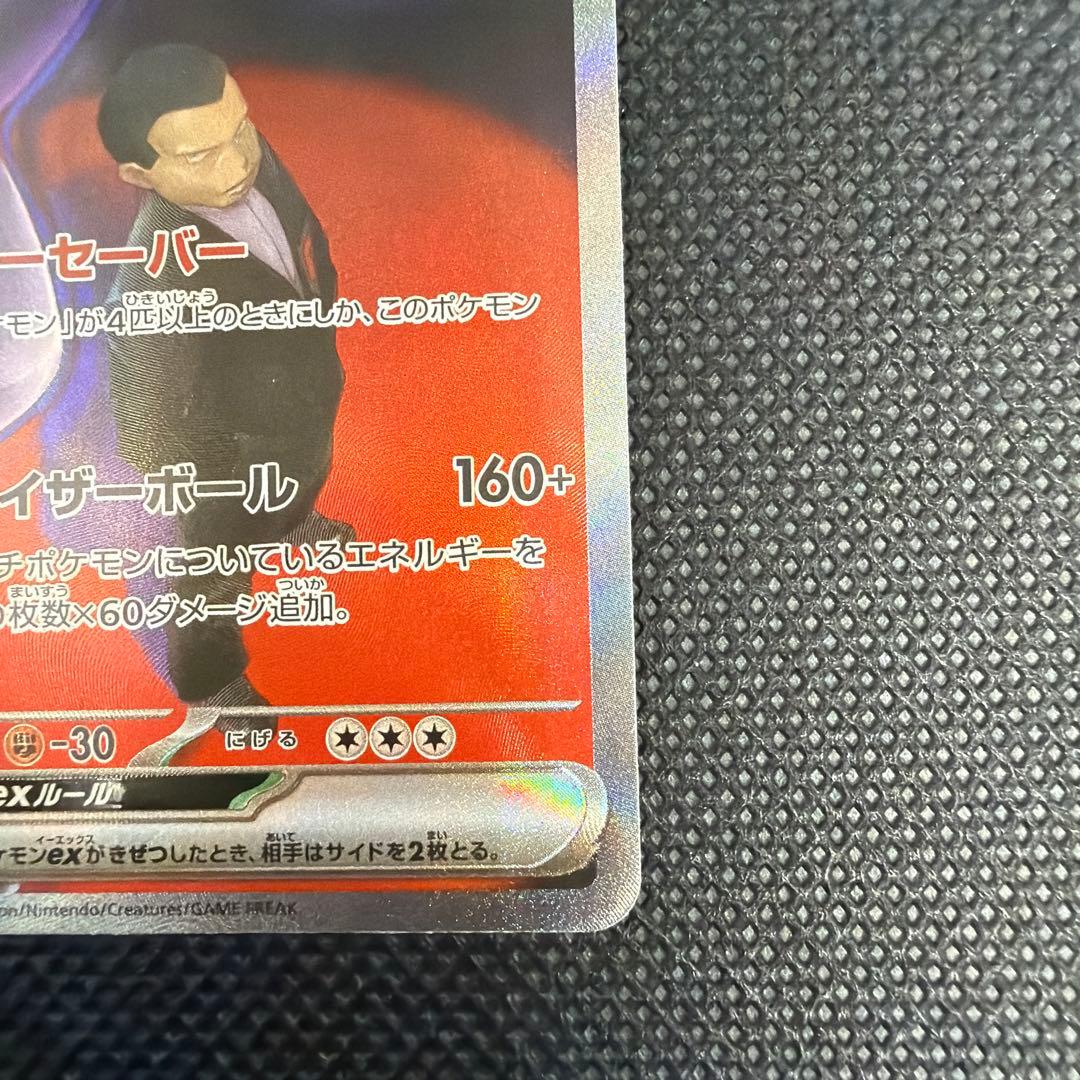 ーセーバー
ひきいじょう
モン」が4匹以上のときにしか、このポケモン
イザーボール 160+
チポケモンについているエネルギーを
まいすう ついか
枚数×60ダメージ追加。
-30 にげる
exルール
イーエックス あいて まい
モンexがきぜつしたとき、相手はサイドを2枚とる。
on/Nintendo/Creatures/GAME FREAK